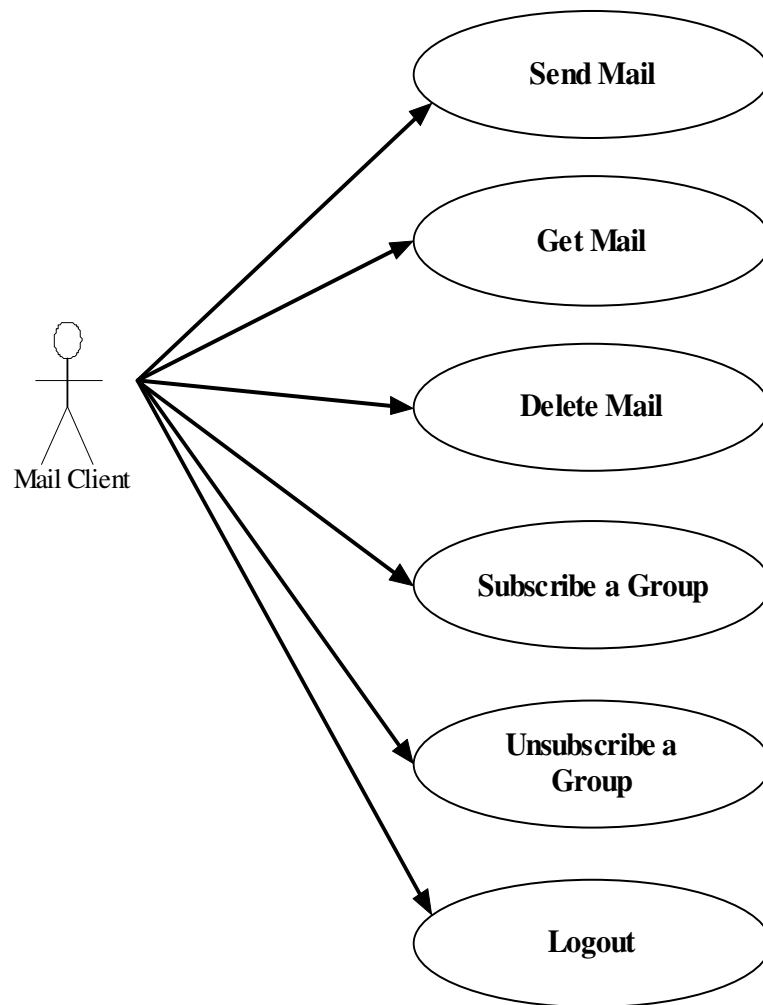 Send Mail
Get Mail
Delete Mail
Mail Client
Subscribe a Group
Unsubscribe a
Group
Logout